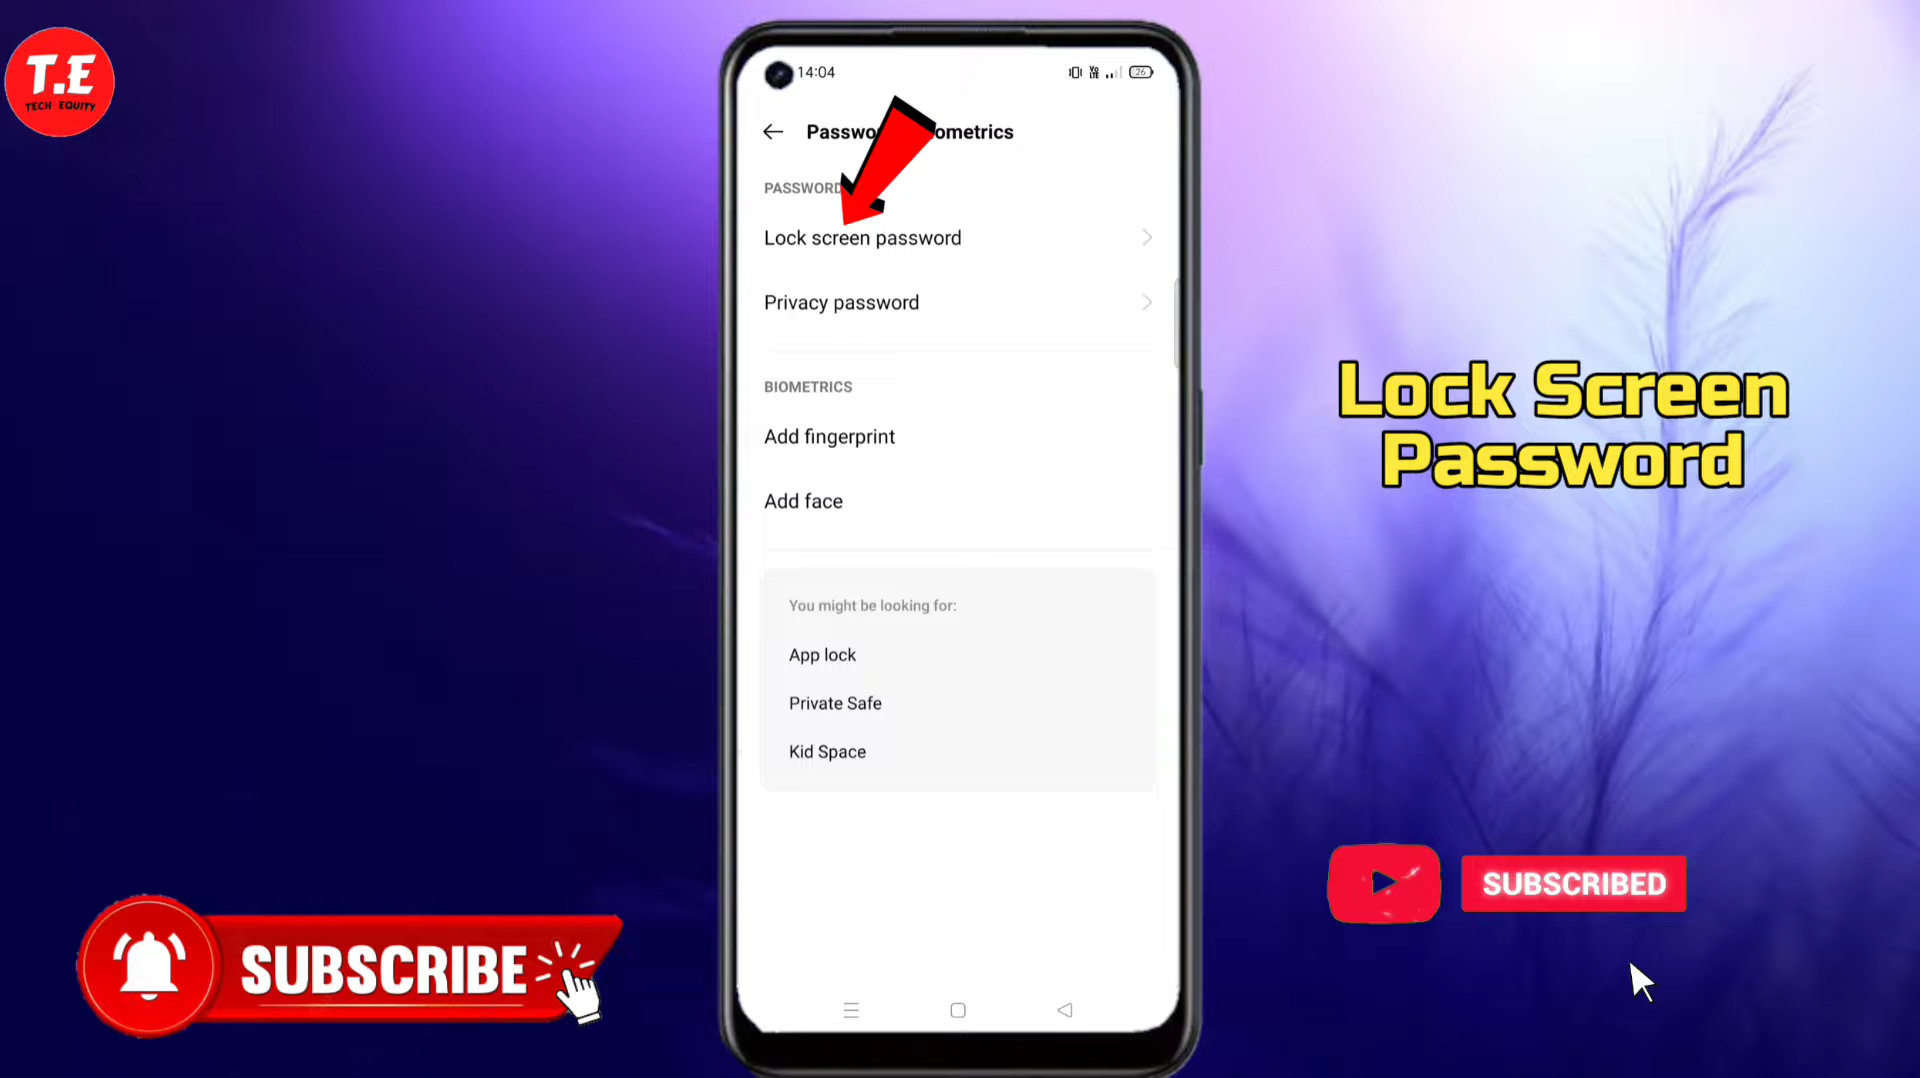 T.E
TECH EQUITY
14:04
26
Passwo ometrics
PASSWORD
Lock screen password
Privacy password
BIOMETRICS
Add fingerprint
Add face
You might be looking for:
App lock
Private Safe
Kid Space
Lock Screen
Password
SUBSCRIBED
SUBSCRIBE